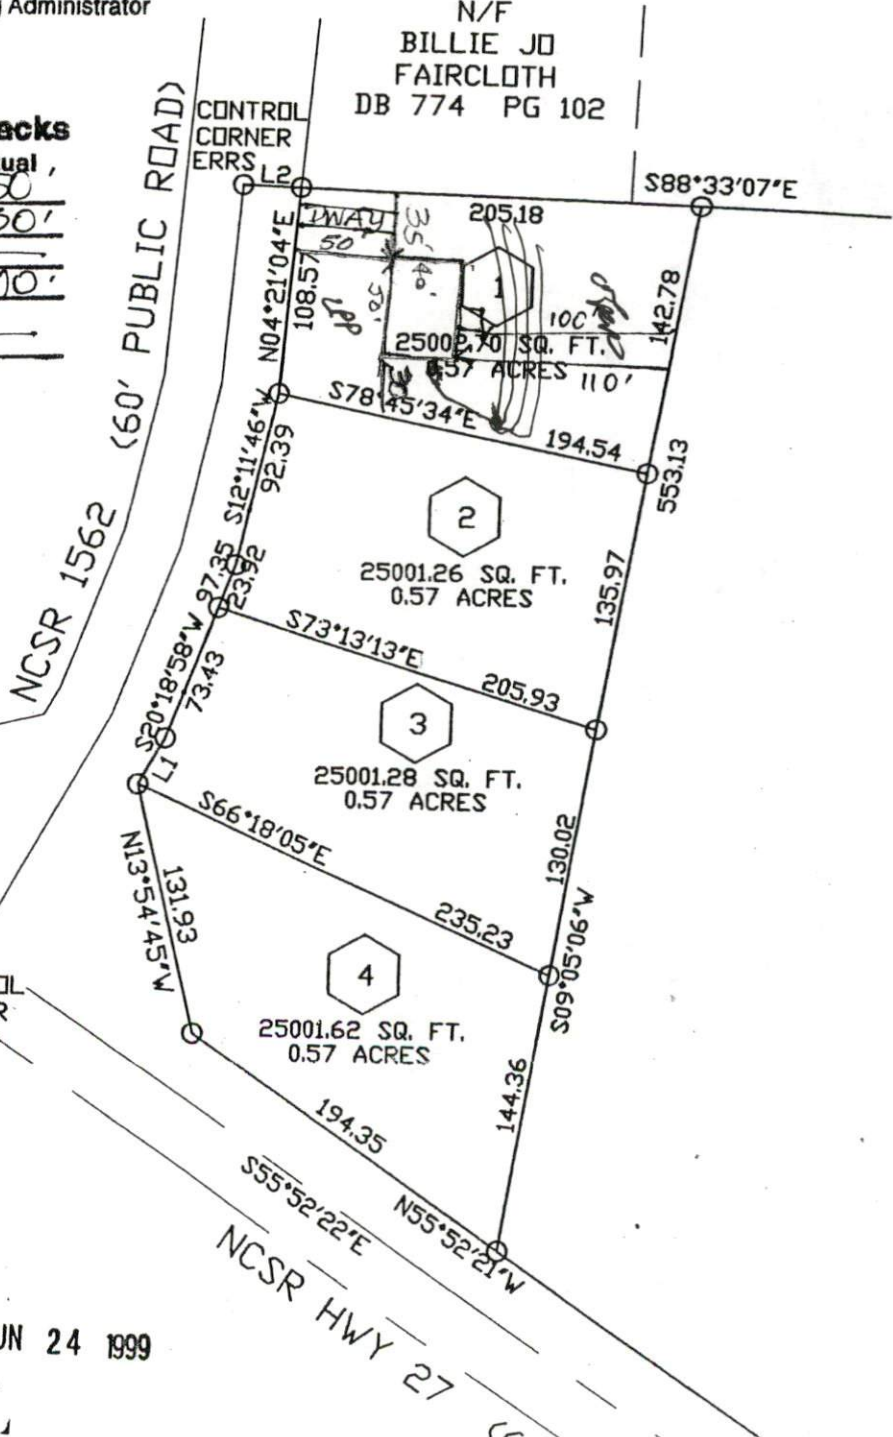 Administrator
N/F
BILLIE JO
FAIRCLOTH
DB 774 PG 102
acks
ual
50'
30'
10'
CONTROL
CORNER
ERRS
L2
S88°33'07"E
205.18
DWAY
35'
50
40'
50'
N04°21'04"E
108.57
1
100'
25002.70 SQ. FT.
0.57 ACRES
110'
30
142.78
S78°45'34"E
194.54
553.13
NCSR 1562 (60' PUBLIC ROAD)
S12°11'46"W
92.39
2
25001.26 SQ. FT.
0.57 ACRES
135.97
97.35
23.92
S73°13'13"E
205.93
S20°18'58"W
73.43
3
25001.28 SQ. FT.
0.57 ACRES
L1
S66°18'05"E
235.23
130.02
N13°54'45"W
131.93
4
25001.62 SQ. FT.
0.57 ACRES
S09°05'06"W
144.36
OL
R
194.35
S55°52'22"E
N55°52'21"W
NCSR HWY 27
UN 24 1999